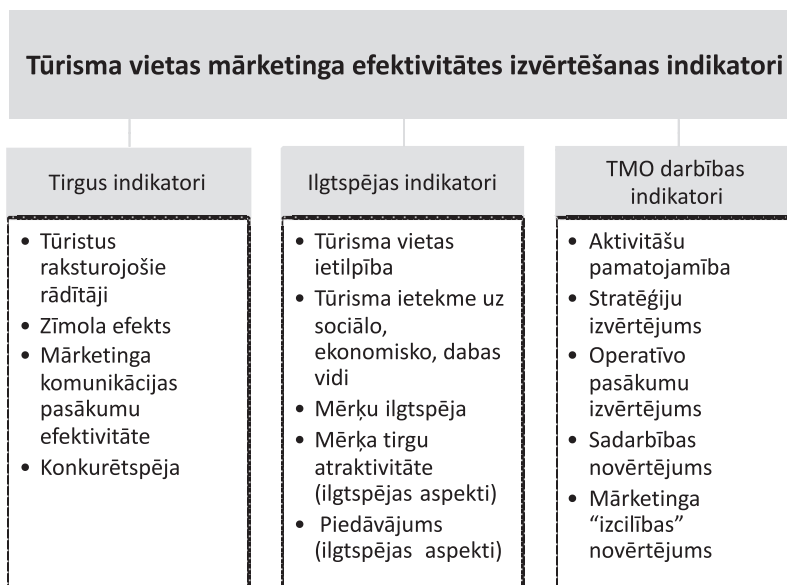 Tūrisma vietas mārketinga efektivitātes izvērtēšanas indikatori
Tirgus indikatori
• Tūristus
raksturojošie
rādītāji
• Zīmola efekts
• Mārketinga
komunikācijas
pasākumu
efektivitāte
• Konkurētspēja
Ilgtspējas indikatori
• Tūrisma vietas
ietilpība
• Tūrisma ietekme uz
sociālo,
ekonomisko, dabas
vidi
• Mērķu ilgtspēja
• Mērķa tirgu
atraktivitāte
(ilgtspējas aspekti)
• Piedāvājums
(ilgtspējas aspekti)
TMO darbības
indikatori
• Aktivitāšu
pamatojamība
• Stratēģiju
izvērtējums
• Operatīvo
pasākumu
izvērtējums
• Sadarbības
novērtējums
• Mārketinga
“izcilības”
novērtējums